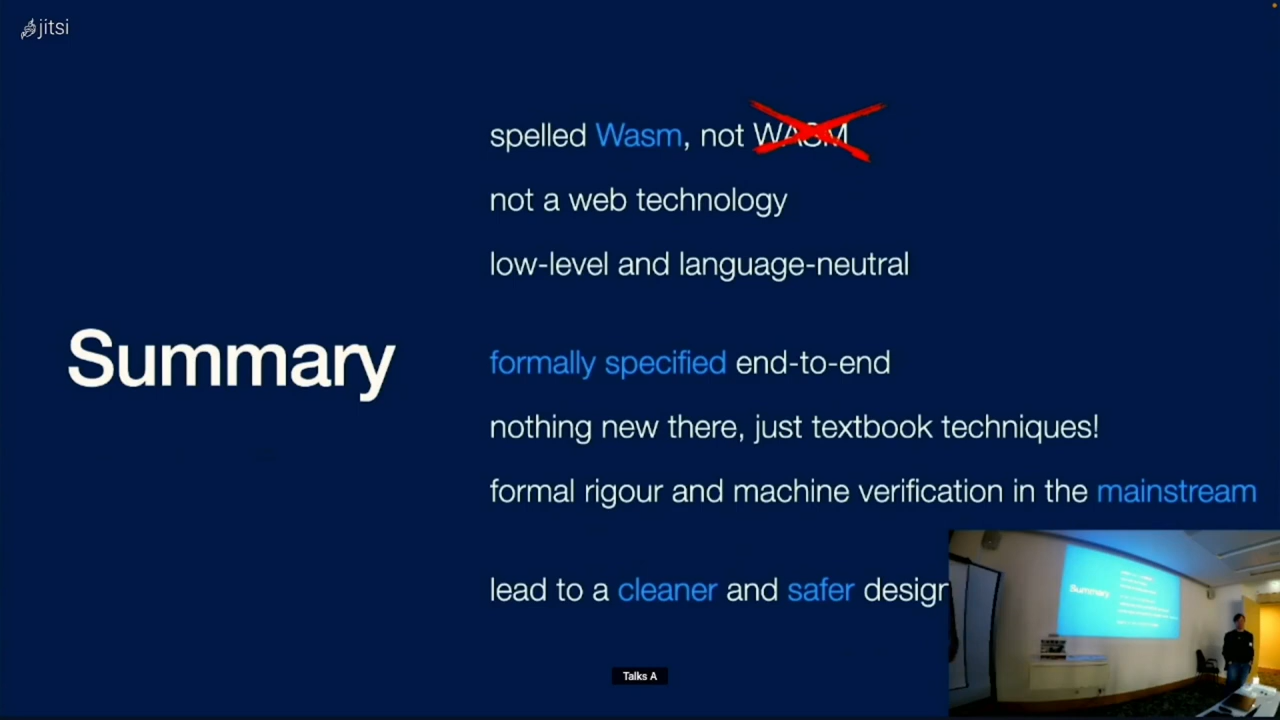 jitsi
spelled Wasm, not WASM
not a web technology
low-level and language-neutral
Summary
formally specified end-to-end
nothing new there, just textbook techniques!
formal rigour and machine verification in the mainstream
lead to a cleaner and safer design
Talks A
Summary